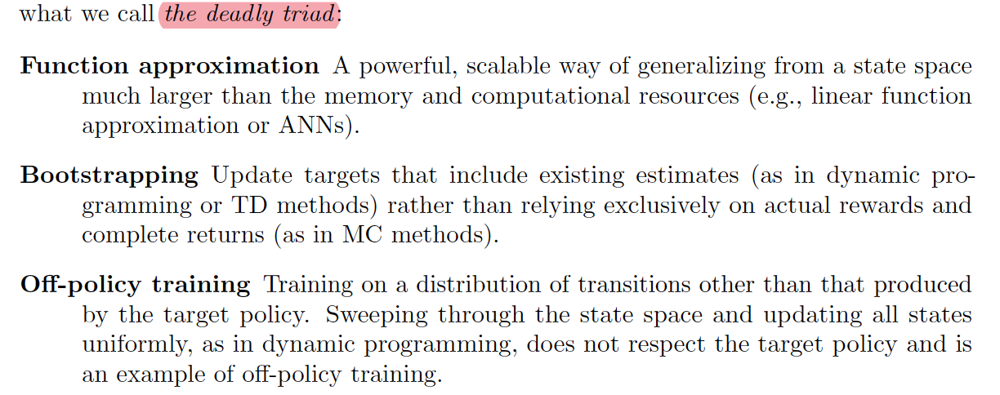 what we call the deadly triad:
Function approximation A powerful, scalable way of generalizing from a state space
much larger than the memory and computational resources (e.g., linear function
approximation or ANNs).
Bootstrapping Update targets that include existing estimates (as in dynamic pro-
gramming or TD methods) rather than relying exclusively on actual rewards and
complete returns (as in MC methods).
Off-policy training Training on a distribution of transitions other than that produced
by the target policy. Sweeping through the state space and updating all states
uniformly, as in dynamic programming, does not respect the target policy and is
an example of off-policy training.